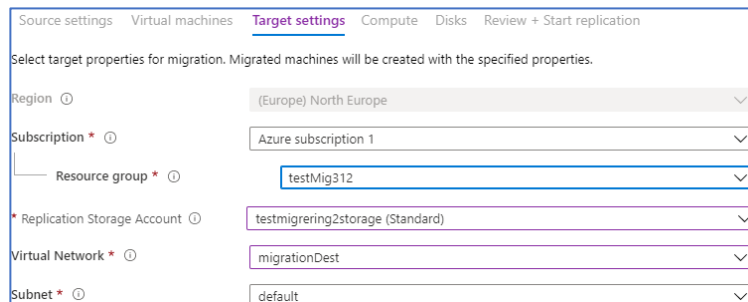 Source settings Virtual machines Target settings Compute Disks Review + Start replication
Select target properties for migration. Migrated machines will be created with the specified properties.
Region (Europe) North Europe
Subscription * Azure subscription 1
Resource group * testMig312
* Replication Storage Account testmigrering2storage (Standard)
Virtual Network * migrationDest
Subnet * default